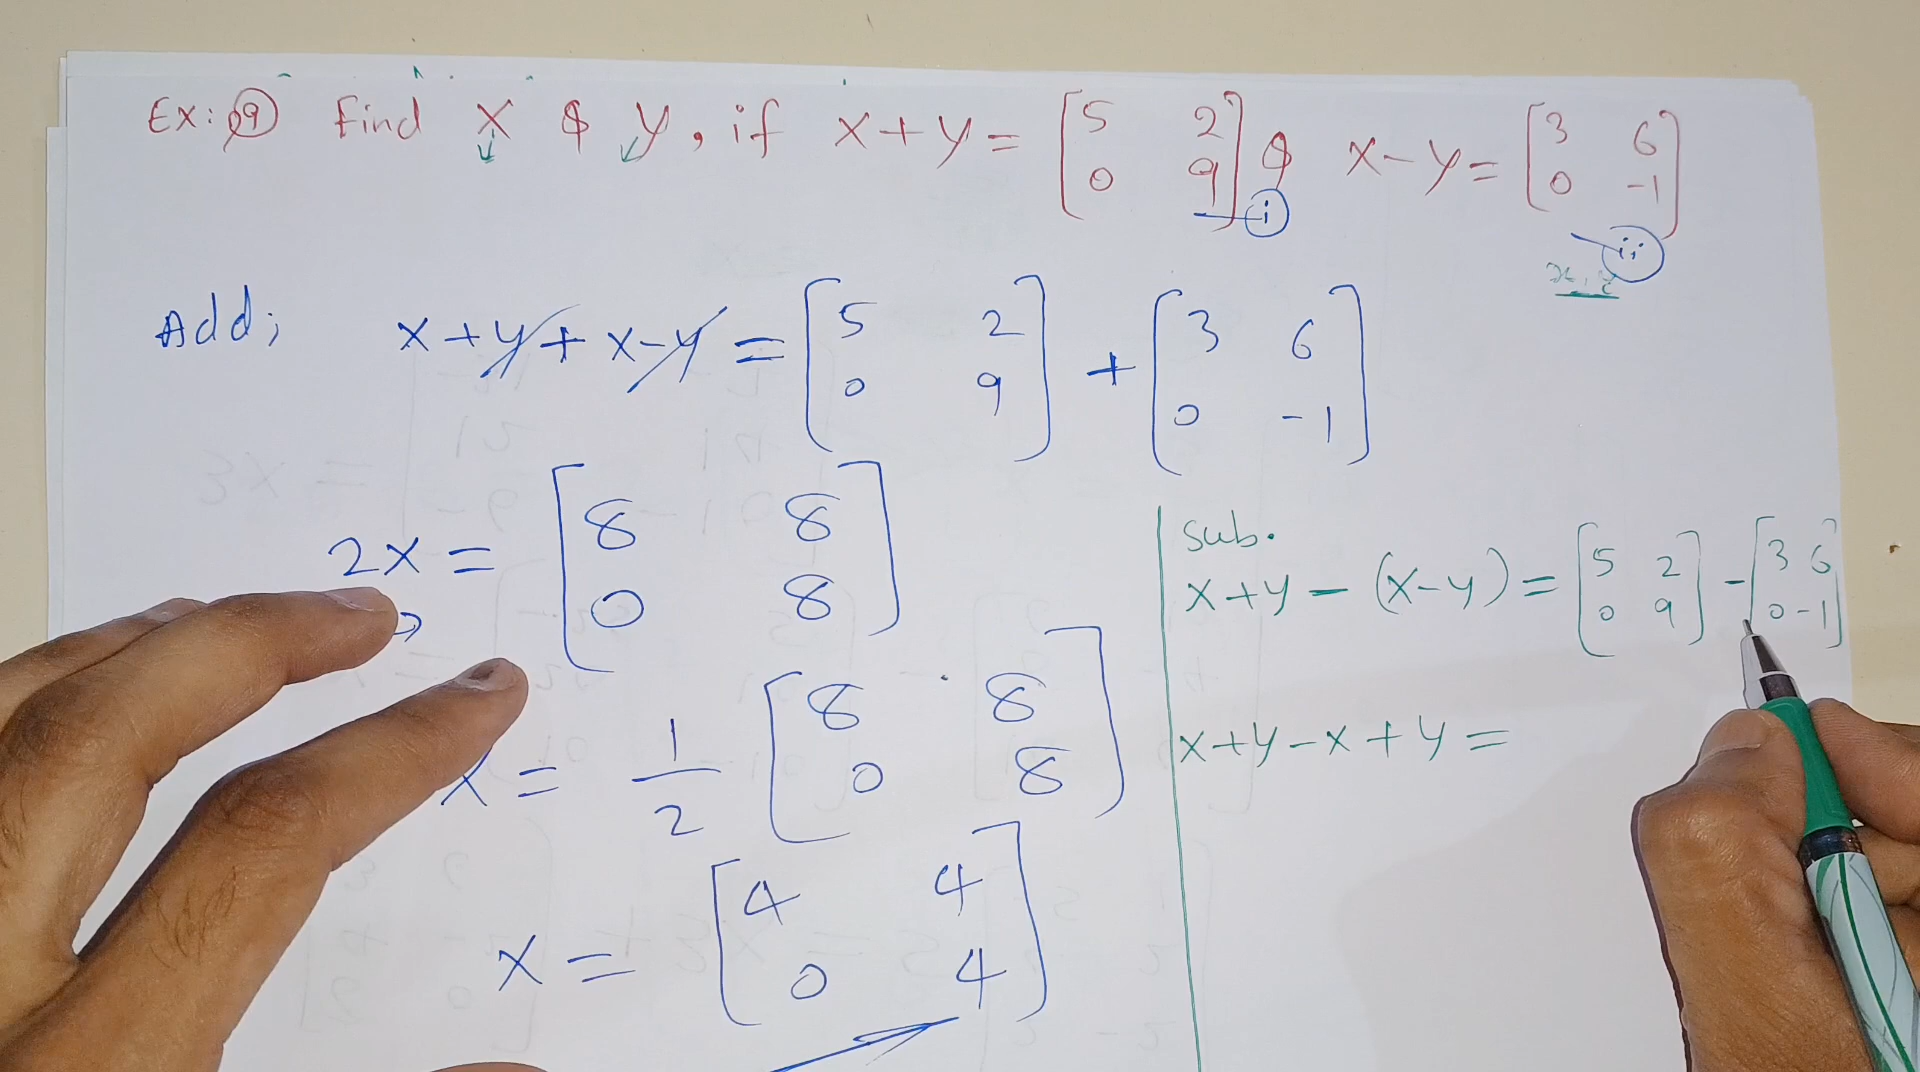 Ex: 9 Find X & Y, if X+Y= [5 2 0 9] & X-Y= [3 6 0 -1]
i
ii
x, y
Add; X+Y+X-Y = [5 2 0 9] + [3 6 0 -1]
2X = [8 8 0 8]
X = 1/2 [8 8 0 8]
X = [4 4 0 4]
Sub.
X+Y-(X-Y) = [5 2 0 9] - [3 6 0 -1]
X+Y-X+Y =